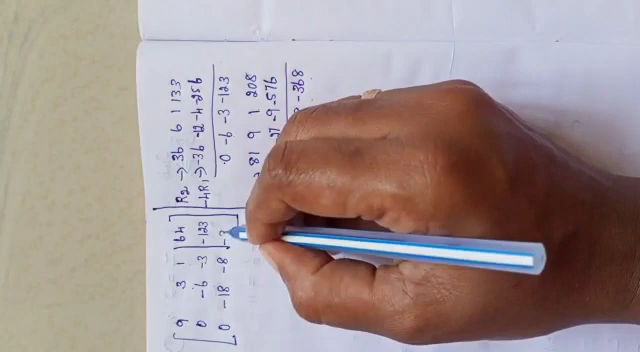 R2 → 36 6 1 133
-4R1 → -36 -12 -4 -256
0 -6 -3 -123
81 9 1 208
-9 -576
-368
9 3 1 64
0 -6 -3 -123
0 -18 -8 -3